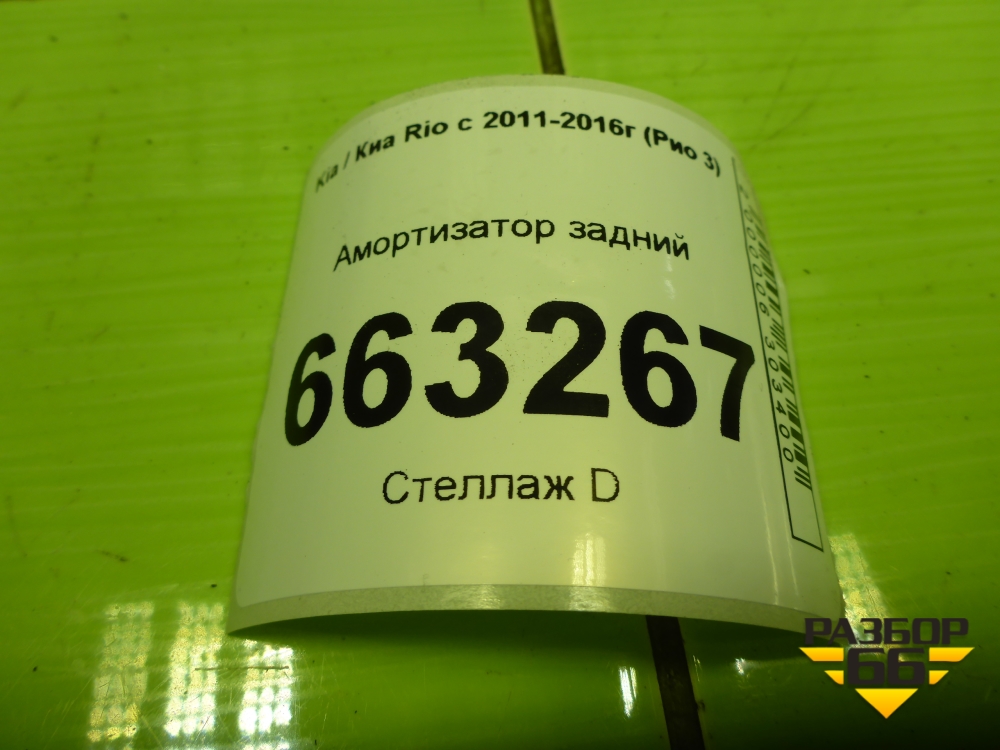 Kia / Киа Rio с 2011-2016г (Рио 3)
Амортизатор задний
663267
Стеллаж D
РАЗБОР
66